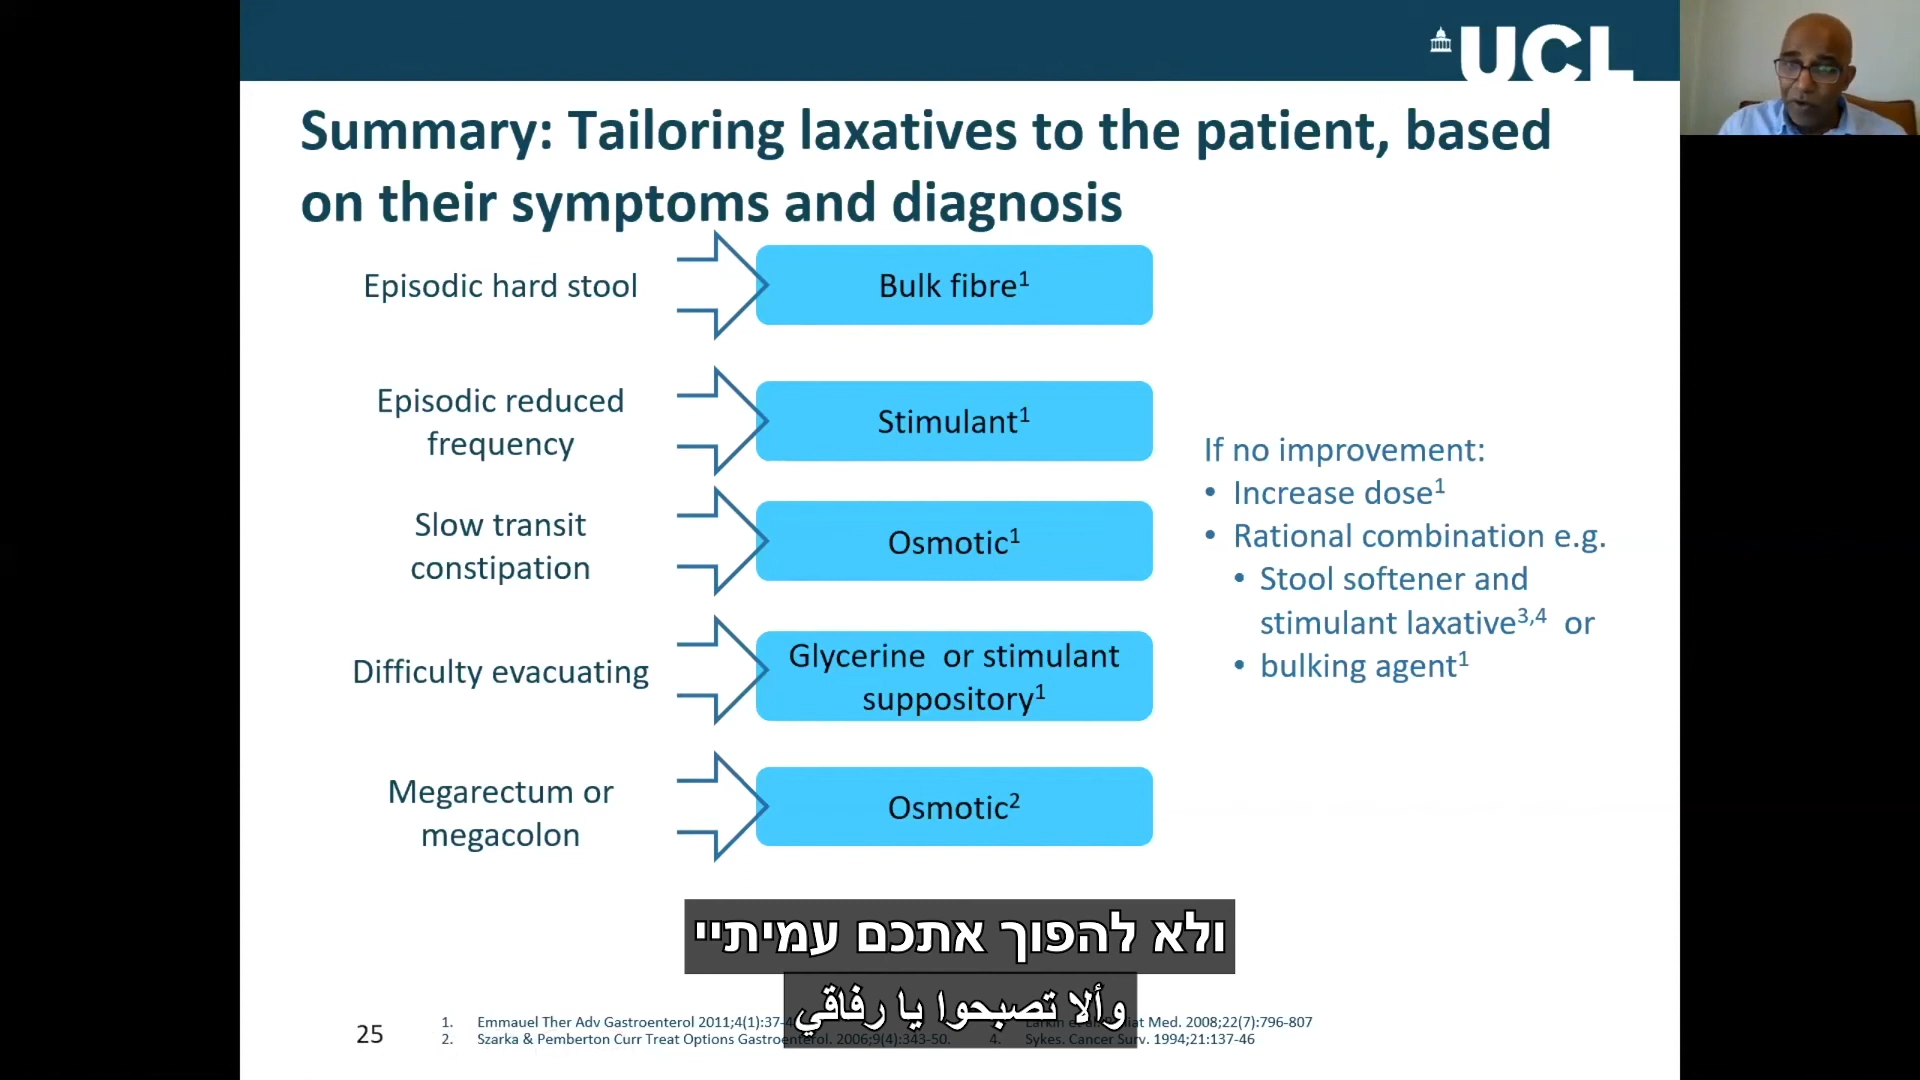 UCL
Summary: Tailoring laxatives to the patient, based
on their symptoms and diagnosis
Episodic hard stool
Bulk fibre¹
Episodic reduced
frequency
Stimulant¹
Slow transit
constipation
Osmotic¹
Difficulty evacuating
Glycerine or stimulant
suppository¹
Megarectum or
megacolon
Osmotic²
If no improvement:
• Increase dose¹
• Rational combination e.g.
• Stool softener and
stimulant laxative³,⁴ or
• bulking agent¹
ולא להפוך אתכם עמיתיי
وألا تصبحوا يا رفاقي
25
1. Emmauel Ther Adv Gastroenterol 2011;4(1):37-
2. Szarka & Pemberton Curr Treat Options Gastroenterol. 2006;9(4):343-50.
Med. 2008;22(7):796-807
4. Sykes. Cancer Surv. 1994;21:137-46